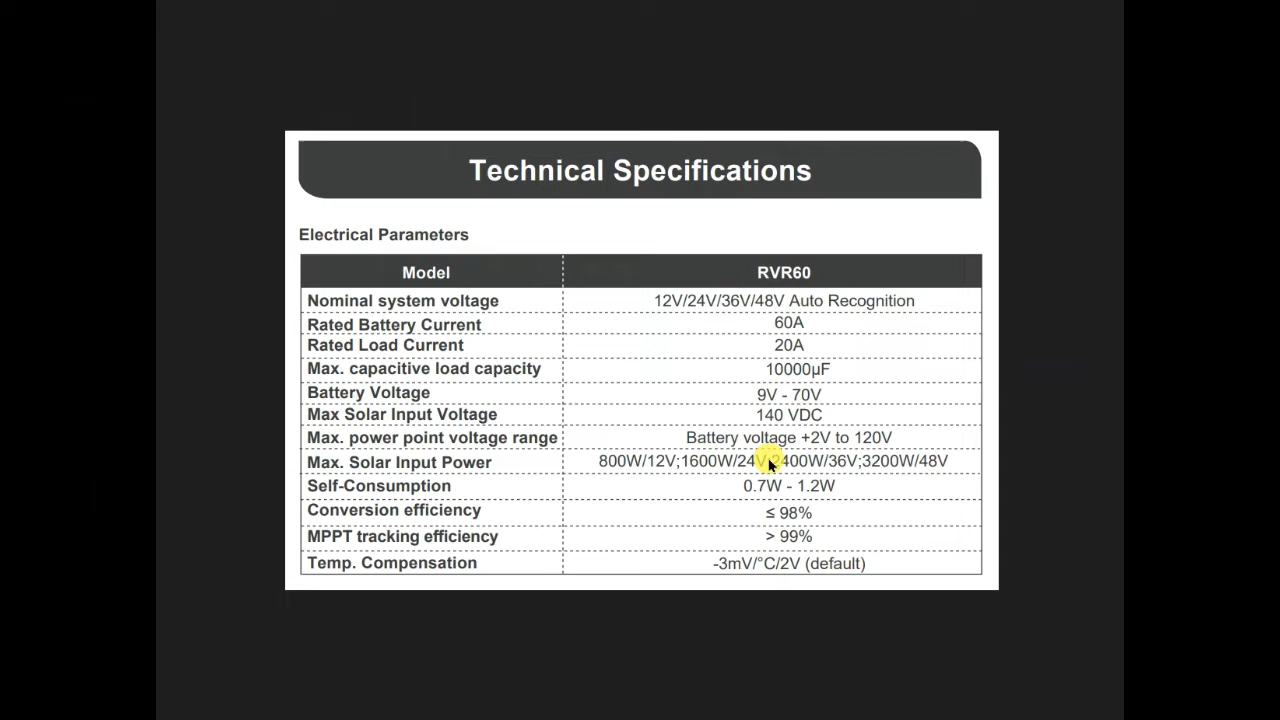 Technical Specifications
Electrical Parameters
Model RVR60
Nominal system voltage 12V/24V/36V/48V Auto Recognition
Rated Battery Current 60A
Rated Load Current 20A
Max. capacitive load capacity 10000µF
Battery Voltage 9V - 70V
Max Solar Input Voltage 140 VDC
Max. power point voltage range Battery voltage +2V to 120V
Max. Solar Input Power 800W/12V;1600W/24V;2400W/36V;3200W/48V
Self-Consumption 0.7W - 1.2W
Conversion efficiency ≤ 98%
MPPT tracking efficiency > 99%
Temp. Compensation -3mV/°C/2V (default)